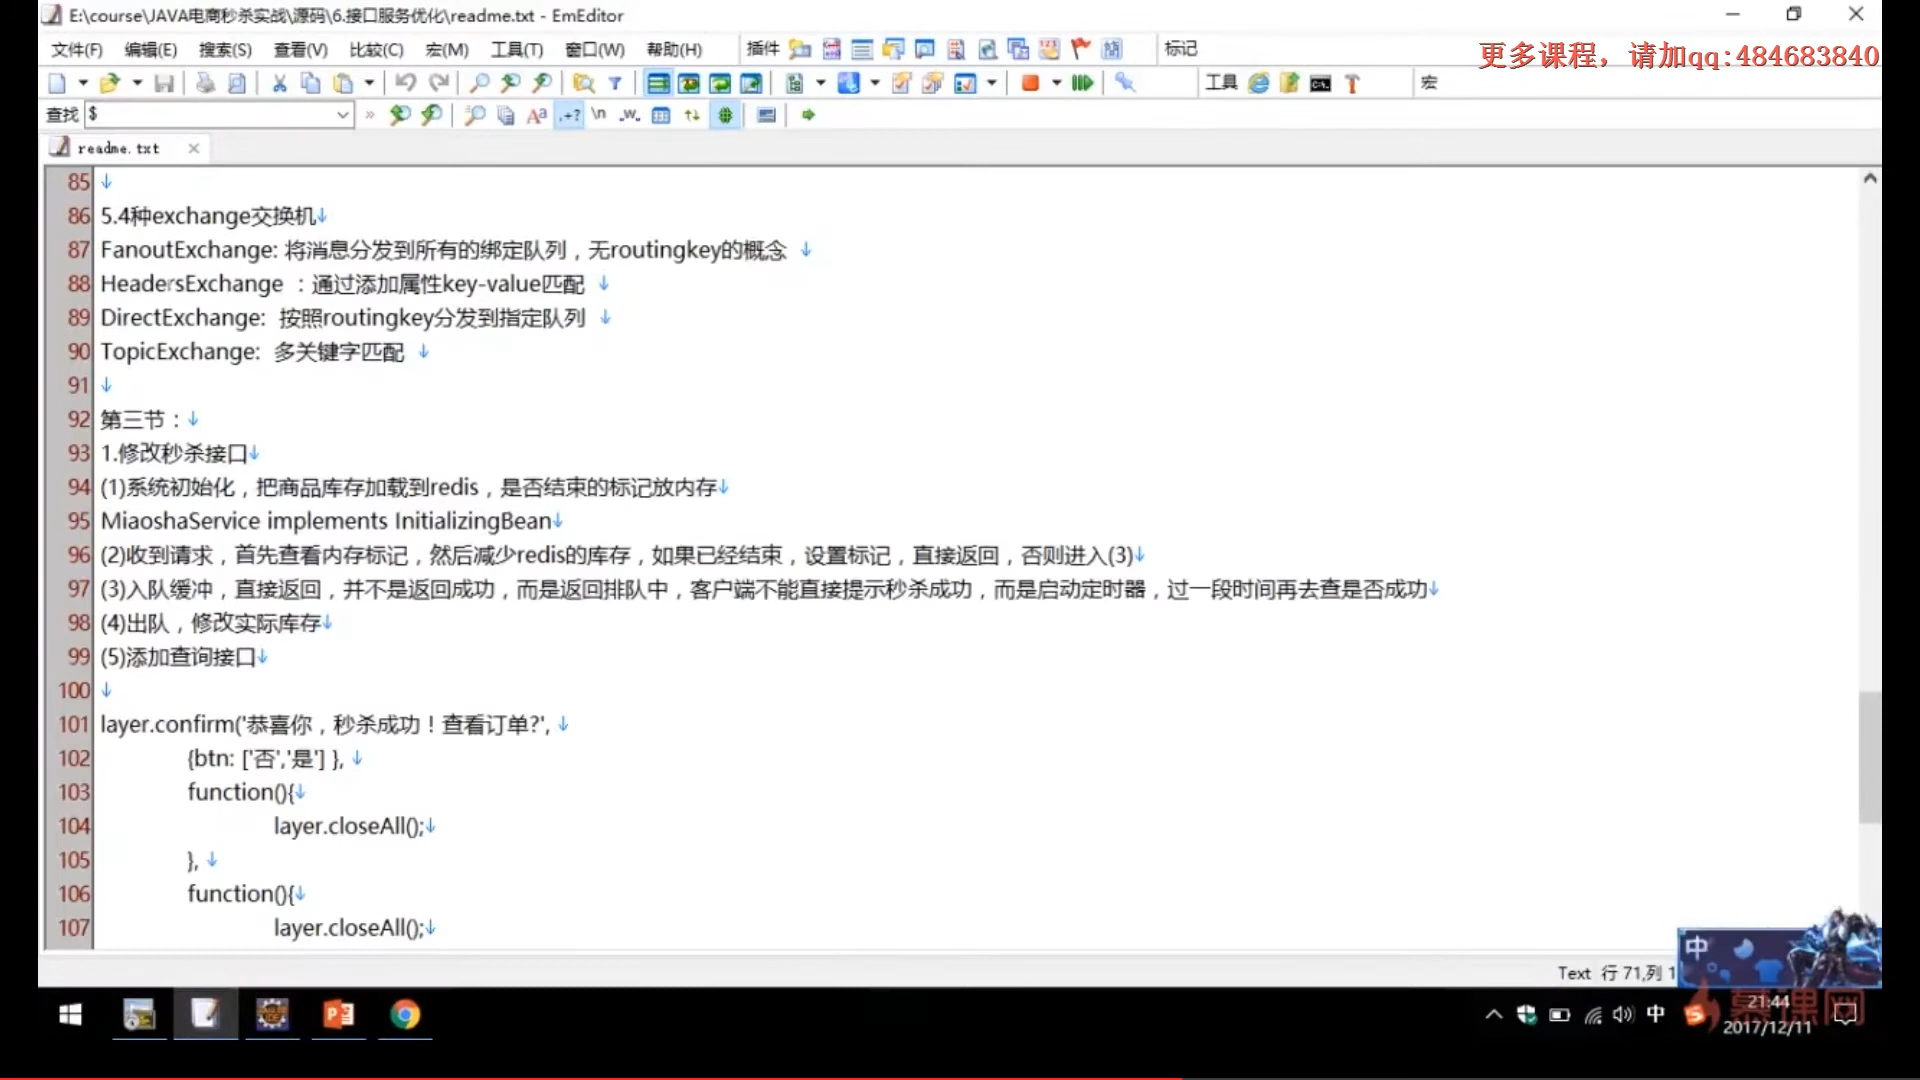 E:\course\JAVA电商秒杀实战\源码\6.接口服务优化\readme.txt - EmEditor
文件(F) 编辑(E) 搜索(S) 查看(V) 比较(C) 宏(M) 工具(T) 窗口(W) 帮助(H) 插件 标记
更多课程，请加qq:484683840
工具 宏
查找 $
readme.txt
85
86 5.4种exchange交换机
87 FanoutExchange: 将消息分发到所有的绑定队列，无routingkey的概念
88 HeadersExchange ：通过添加属性key-value匹配
89 DirectExchange: 按照routingkey分发到指定队列
90 TopicExchange: 多关键字匹配
91
92 第三节：
93 1.修改秒杀接口
94 (1)系统初始化，把商品库存加载到redis，是否结束的标记放内存
95 MiaoshaService implements InitializingBean
96 (2)收到请求，首先查看内存标记，然后减少redis的库存，如果已经结束，设置标记，直接返回，否则进入(3)
97 (3)入队缓冲，直接返回，并不是返回成功，而是返回排队中，客户端不能直接提示秒杀成功，而是启动定时器，过一段时间再去查是否成功
98 (4)出队，修改实际库存
99 (5)添加查询接口
100
101 layer.confirm('恭喜你，秒杀成功！查看订单?',
102 {btn: ['否','是'] },
103 function(){
104 layer.closeAll();
105 },
106 function(){
107 layer.closeAll();
中
Text 行 71,列 1
中 21:44
慕课网
2017/12/11